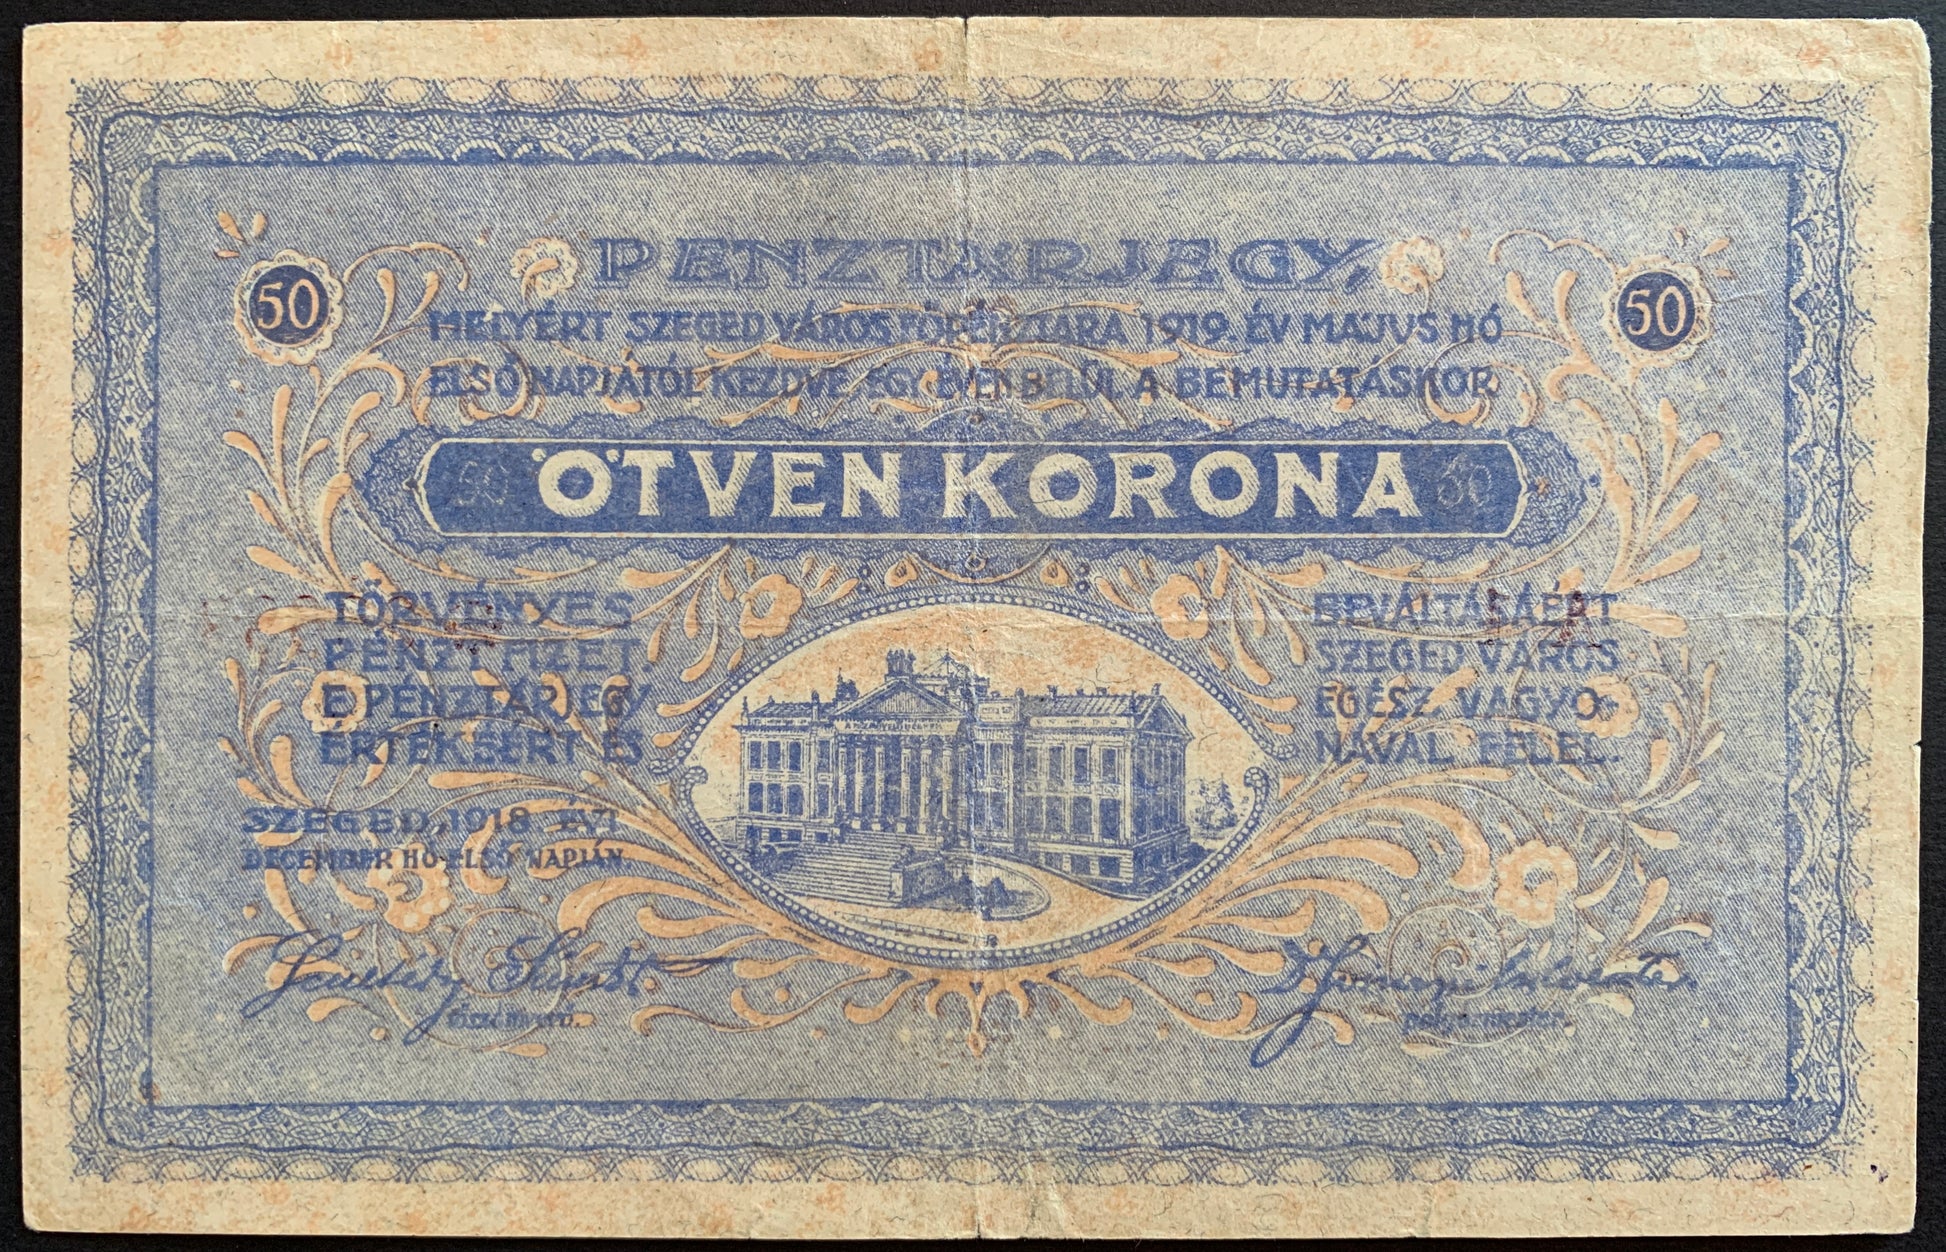 PÉNZTÁRJEGY,
50
50
MELYÉRT SZEGED VÁROS FŐPÉNZTÁRA 1919. ÉV MÁJUS HÓ
ELSŐ NAPJÁTÓL KEZDVE EGY ÉVEN BELÜL A BEMUTATÁSKOR
50 ÖTVEN KORONA 50
TÖRVÉNYES
PÉNZT FIZET.
E PÉNZTÁRJEGY
ÉRTÉKÉÉRT ÉS
BEVÁLTÁSÁÉRT
SZEGED VÁROS
EGÉSZ VAGYO-
NÁVAL FELEL.
SZEGED, 1918. ÉVI
DECEMBER HÓ ELSŐ NAPJÁN
polgármester.